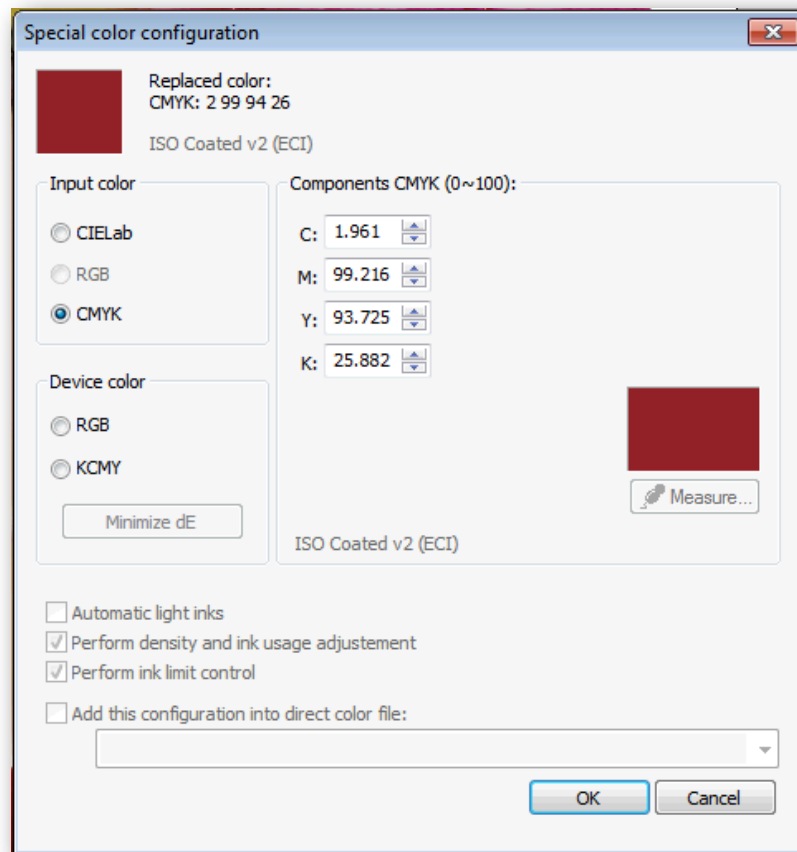 Special color configuration
Replaced color:
CMYK: 2 99 94 26
ISO Coated v2 (ECI)
Input color
CIELab
RGB
CMYK
Components CMYK (0~100):
C: 1.961
M: 99.216
Y: 93.725
K: 25.882
Device color
RGB
KCMY
Minimize dE
Measure...
ISO Coated v2 (ECI)
Automatic light inks
Perform density and ink usage adjustement
Perform ink limit control
Add this configuration into direct color file:
OK Cancel